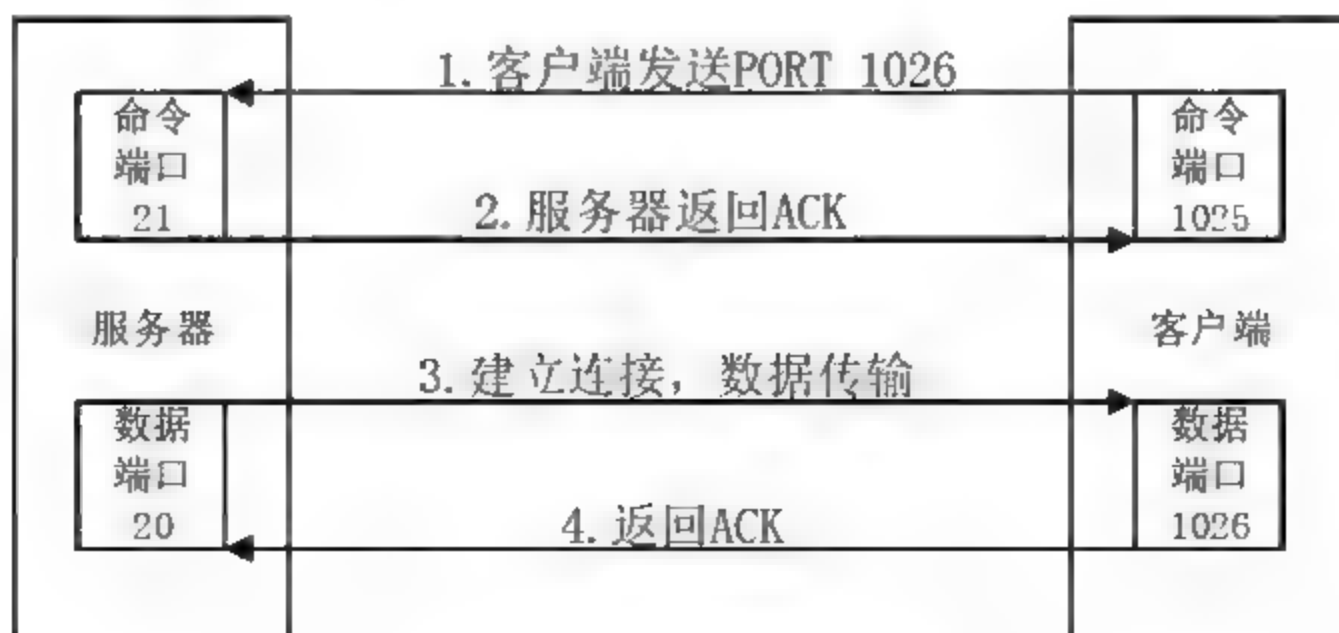 1.客户端发送PORT 1026
命令
端口
21
命令
端口
1025
2.服务器返回ACK
服务器
客户端
3.建立连接，数据传输
数据
端口
20
数据
端口
1026
4.返回ACK